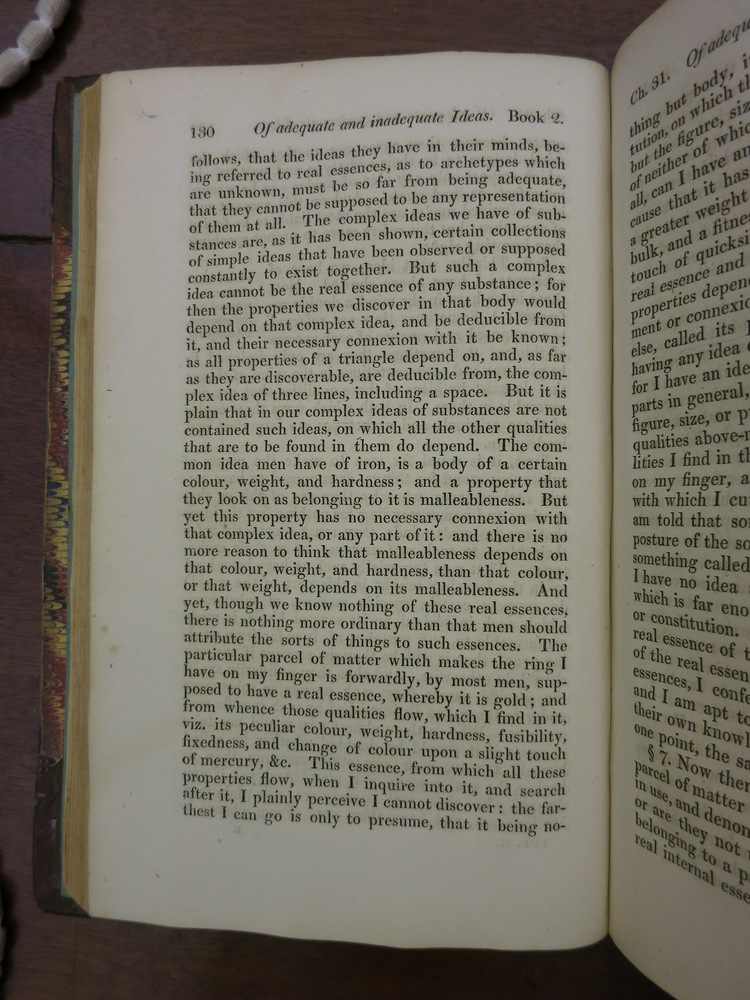 130 Of adequate and inadequate Ideas. Book 2.
follows, that the ideas they have in their minds, be-
ing referred to real essences, as to archetypes which
are unknown, must be so far from being adequate,
that they cannot be supposed to be any representation
of them at all. The complex ideas we have of sub-
stances are, as it has been shown, certain collections
of simple ideas that have been observed or supposed
constantly to exist together. But such a complex
idea cannot be the real essence of any substance; for
then the properties we discover in that body would
depend on that complex idea, and be deducible from
it, and their necessary connexion with it be known;
as all properties of a triangle depend on, and, as far
as they are discoverable, are deducible from, the com-
plex idea of three lines, including a space. But it is
plain that in our complex ideas of substances are not
contained such ideas, on which all the other qualities
that are to be found in them do depend. The com-
mon idea men have of iron, is a body of a certain
colour, weight, and hardness; and a property that
they look on as belonging to it is malleableness. But
yet this property has no necessary connexion with
that complex idea, or any part of it: and there is no
more reason to think that malleableness depends on
that colour, weight, and hardness, than that colour,
or that weight, depends on its malleableness. And
yet, though we know nothing of these real essences,
there is nothing more ordinary than that men should
attribute the sorts of things to such essences. The
particular parcel of matter which makes the ring I
have on my finger is forwardly, by most men, sup-
posed to have a real essence, whereby it is gold; and
from whence those qualities flow, which I find in it,
viz. its peculiar colour, weight, hardness, fusibility,
fixedness, and change of colour upon a slight touch
of mercury, &c. This essence, from which all these
properties flow, when I inquire into it, and search
after it, I plainly perceive I cannot discover: the far-
thest I can go is only to presume, that it being no-
Ch. 31. Of adequ
thing but body, i
tution, on which th
but the figure, siz
of neither of whic
all, can I have an
cause that it has
a greater weight
bulk, and a fitnes
touch of quicksi
real essence and
properties depen
ment or connexio
else, called its
having any idea
for I have an ide
parts in general,
figure, size, or p
qualities above-
lities I find in th
on my finger, a
with which I cu
am told that so
posture of the so
something called
I have no idea
which is far eno
or constitution.
real essence of t
of the real essen
essences, I confe
and I am apt to
their own knowl
one point, the sa
§ 7. Now ther
parcel of matter
in use, and denon
or are they not
belonging to a p
real internal esse